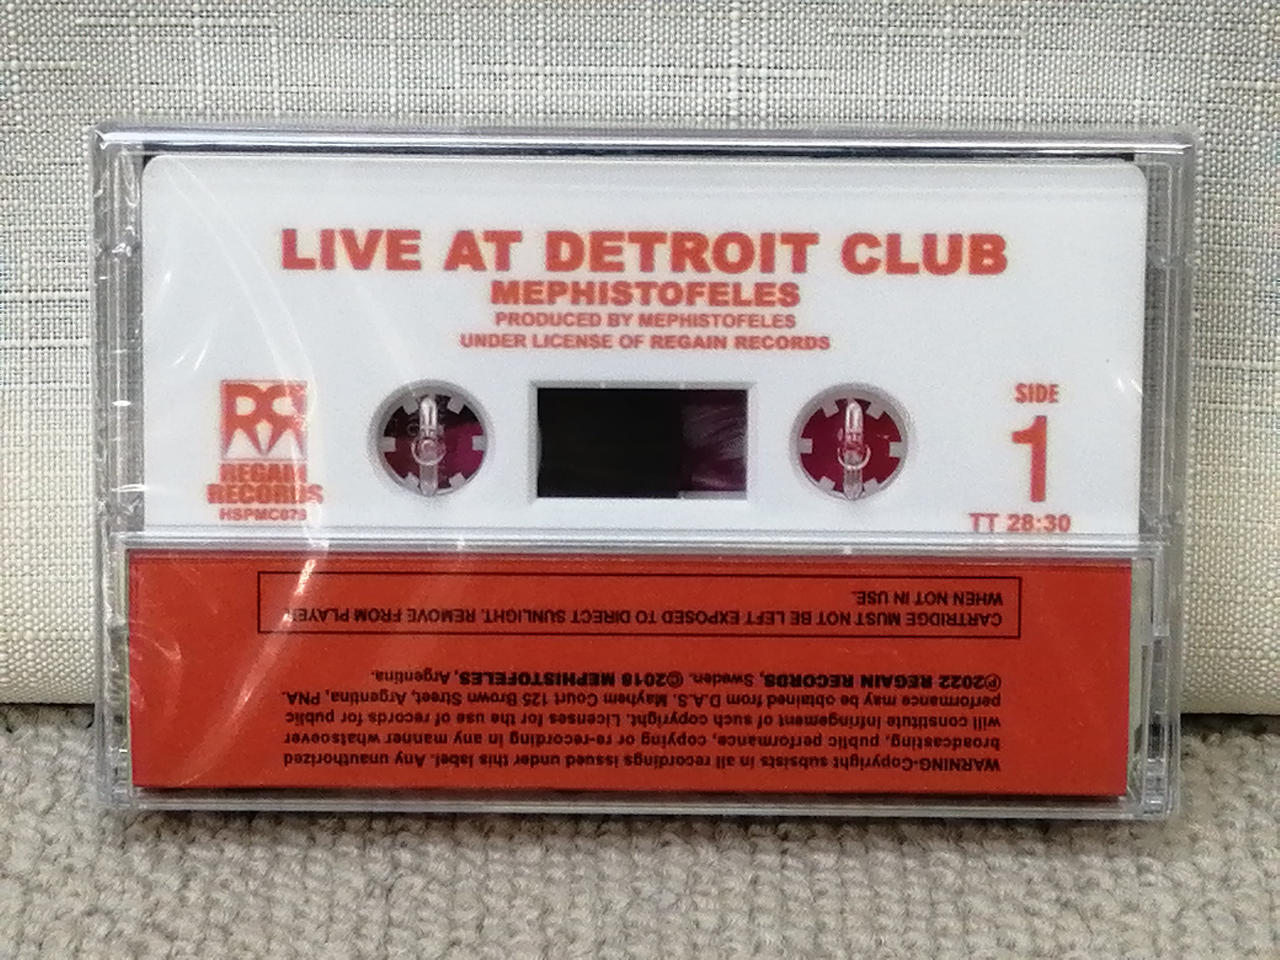 LIVE AT DETROIT CLUB
MEPHISTOFELES
PRODUCED BY MEPHISTOFELES
UNDER LICENSE OF REGAIN RECORDS
RR
REGAIN
RECORDS
HSPMC079
SIDE
1
TT 28:30
WARNING-Copyright subsists in all recordings issued under this label. Any unauthorized
broadcasting, public performance, copying or re-recording in any manner whatsoever
will constitute infringement of such copyright. Licenses for the use of records for public
performance may be obtained from D.A.S. Mayhem Court 125 Brown Street, Argentina, PNA.
℗2022 REGAIN RECORDS, Sweden. ©2018 MEPHISTOFELES, Argentina.
CARTRIDGE MUST NOT BE LEFT EXPOSED TO DIRECT SUNLIGHT. REMOVE FROM PLAYER
WHEN NOT IN USE.